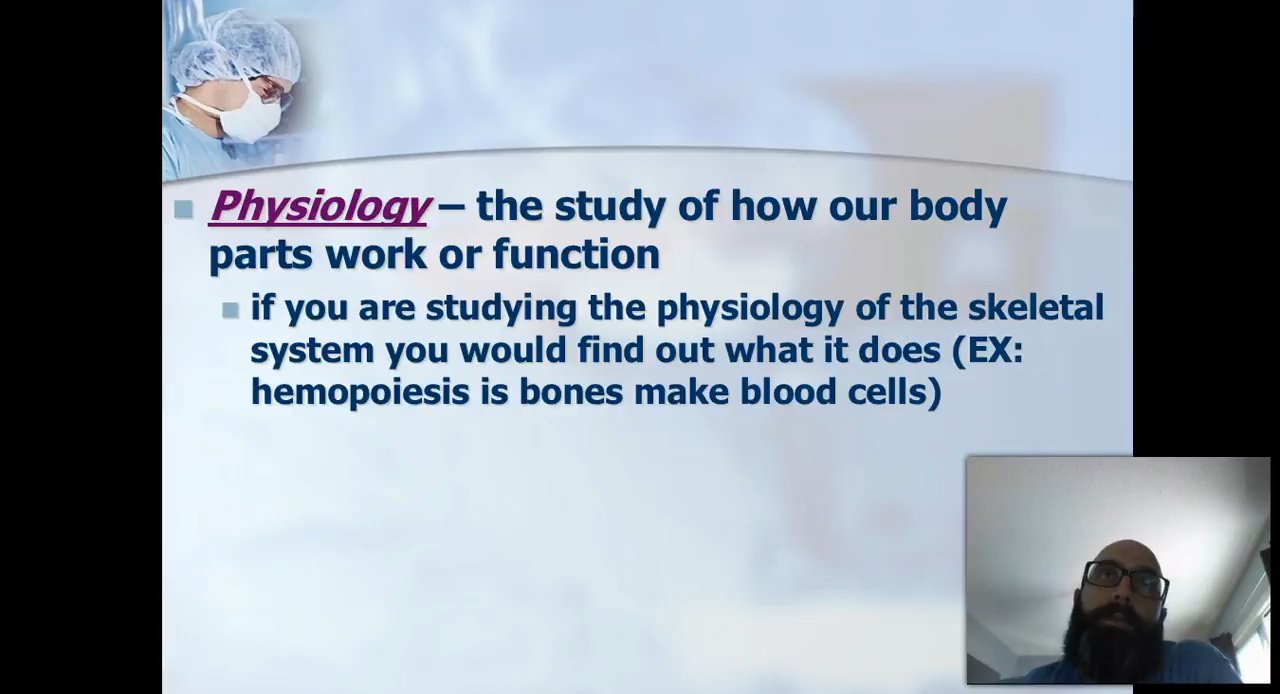 Physiology – the study of how our body
parts work or function
if you are studying the physiology of the skeletal
system you would find out what it does (EX:
hemopoiesis is bones make blood cells)